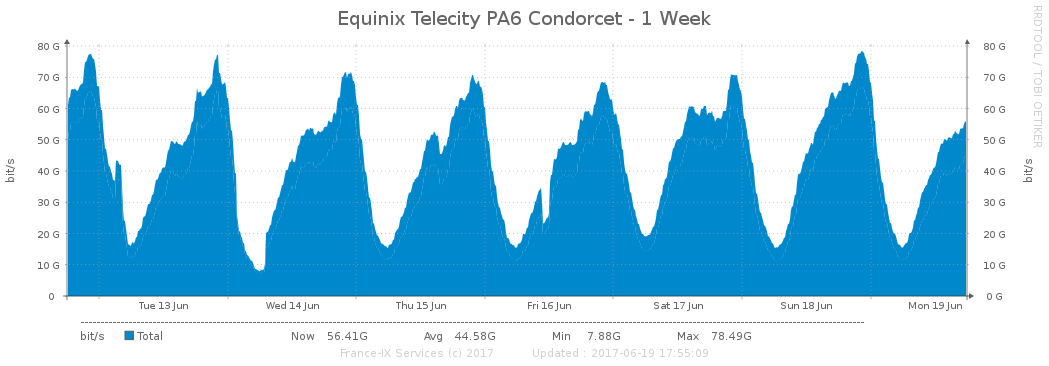 Equinix Telecity PA6 Condorcet - 1 Week
RRDTOOL / TOBI OETIKER
bit/s
80 G
70 G
60 G
50 G
40 G
30 G
20 G
10 G
0
80 G
70 G
60 G
50 G
40 G
30 G
20 G
10 G
0 G
bit/s
Tue 13 Jun Wed 14 Jun Thu 15 Jun Fri 16 Jun Sat 17 Jun Sun 18 Jun Mon 19 Jun
bit/s Total Now 56.41G Avg 44.58G Min 7.88G Max 78.49G
France-IX Services (c) 2017 Updated : 2017-06-19 17:55:09